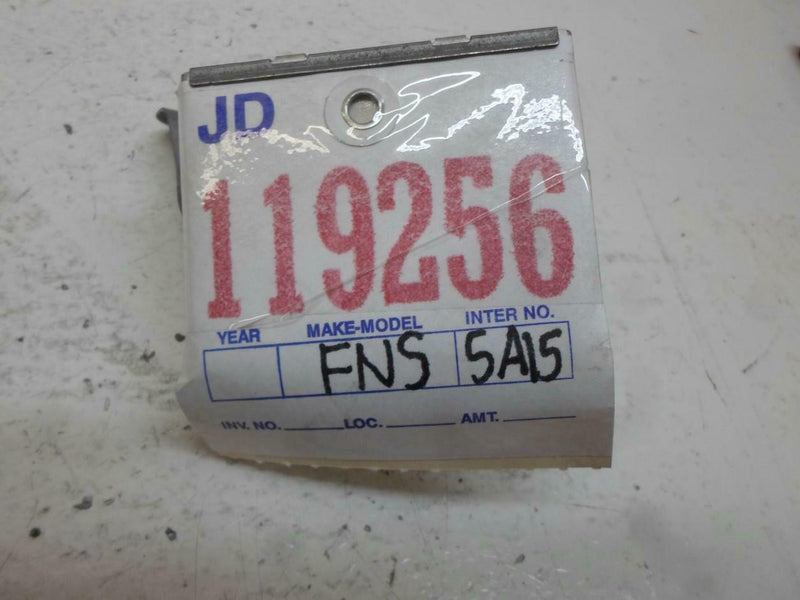 JD
119256
YEAR MAKE-MODEL INTER NO.
FNS 5A15
INV. NO. LOC. AMT.